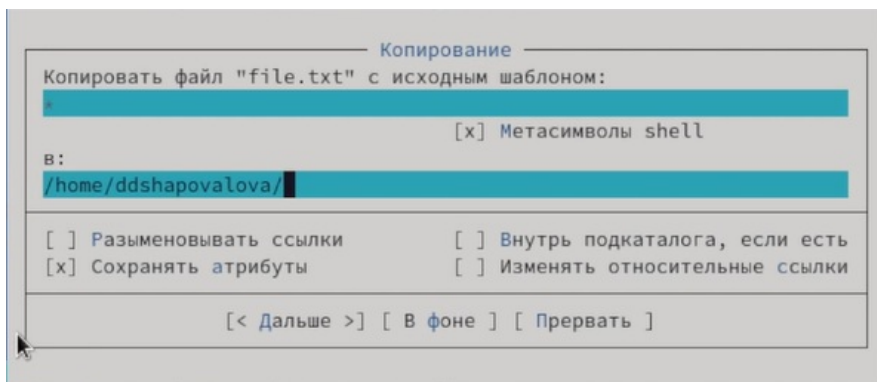 Копирование
Копировать файл "file.txt" с исходным шаблоном:
*
[x] Метасимволы shell
в:
/home/ddshapovalova/
[ ] Разыменовывать ссылки [ ] Внутрь подкаталога, если есть
[x] Сохранять атрибуты [ ] Изменять относительные ссылки
[< Дальше >] [ В фоне ] [ Прервать ]